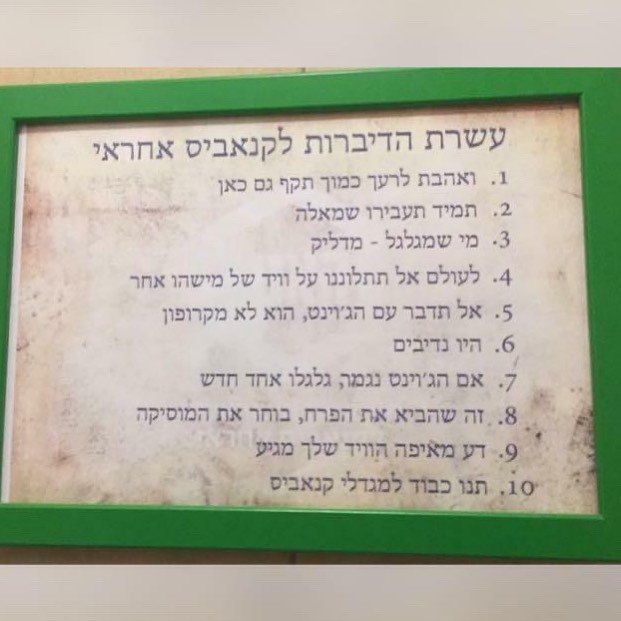 עשרת הדיברות לקנאביס אחראי
1. ואהבת לרעך כמוך תקף גם כאן
2. תמיד תעבירו שמאלה
3. מי שמגלגל - מדליק
4. לעולם אל תתלוננו על וויד של מישהו אחר
5. אל תדבר עם הג׳וינט, הוא לא מקרופון
6. היו נדיבים
7. אם הג׳וינט נגמר, גלגלו אחד חדש
8. זה שהביא את הפרח, בוחר את המוסיקה
9. דע מאיפה הוויד שלך מגיע
10. תנו כבוד למגדלי קנאביס